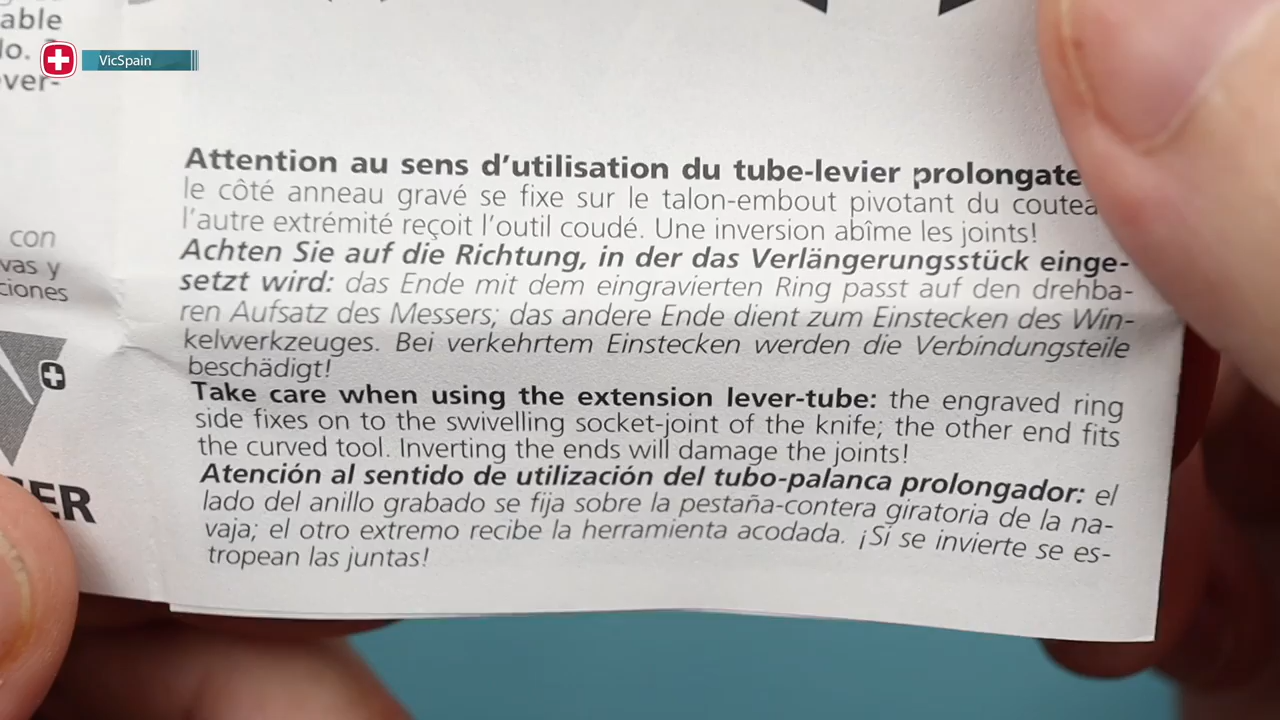 able
lo.
ver-
VicSpain
con
vas y
ciones
ER
Attention au sens d'utilisation du tube-levier prolongate
le côté anneau gravé se fixe sur le talon-embout pivotant du coutea
l'autre extrémité reçoit l'outil coudé. Une inversion abîme les joints!
Achten Sie auf die Richtung, in der das Verlängerungsstück einge-
setzt wird: das Ende mit dem eingravierten Ring passt auf den drehba-
ren Aufsatz des Messers; das andere Ende dient zum Einstecken des Win-
kelwerkzeuges. Bei verkehrtem Einstecken werden die Verbindungsteile
beschädigt!
Take care when using the extension lever-tube: the engraved ring
side fixes on to the swivelling socket-joint of the knife; the other end fits
the curved tool. Inverting the ends will damage the joints!
Atención al sentido de utilización del tubo-palanca prolongador: el
lado del anillo grabado se fija sobre la pestaña-contera giratoria de la na-
vaja; el otro extremo recibe la herramienta acodada. ¡Si se invierte se es-
tropean las juntas!